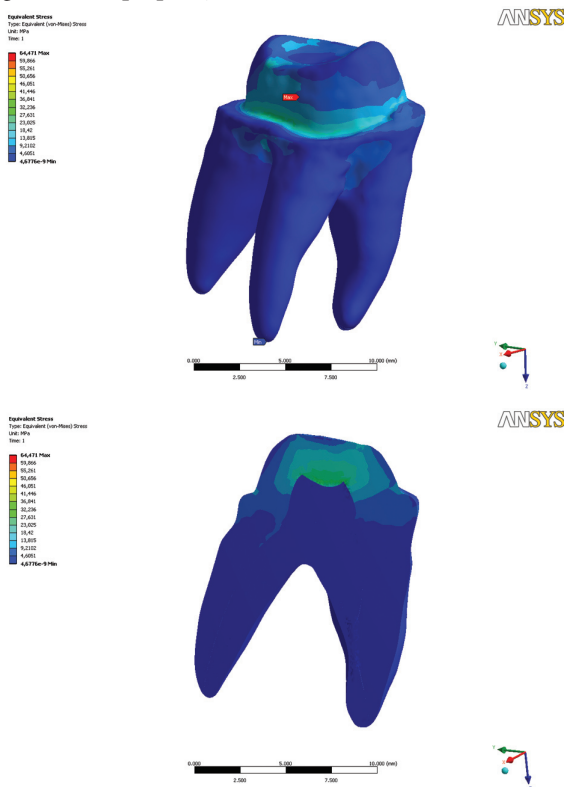 Equivalent Stress
Type: Equivalent (von-Mises) Stress
Unit: MPa
Time: 1
ANSYS
64,471 Max
59,866
55,261
50,656
46,051
41,446
36,841
32,236
27,631
23,025
18,42
13,815
9,2102
4,6051
4,6776e-9 Min
Max
Min
0.000 5.000 10,000 (mm)
2.500 7.500
Y
X
Z
Equivalent Stress
Type: Equivalent (von-Mises) Stress
Unit: MPa
Time: 1
ANSYS
64,471 Max
59,866
55,261
50,656
46,051
41,446
36,841
32,236
27,631
23,025
18,42
13,815
9,2102
4,6051
4,6776e-9 Min
0.000 5.000 10,000 (mm)
2.500 7.500
Y
X